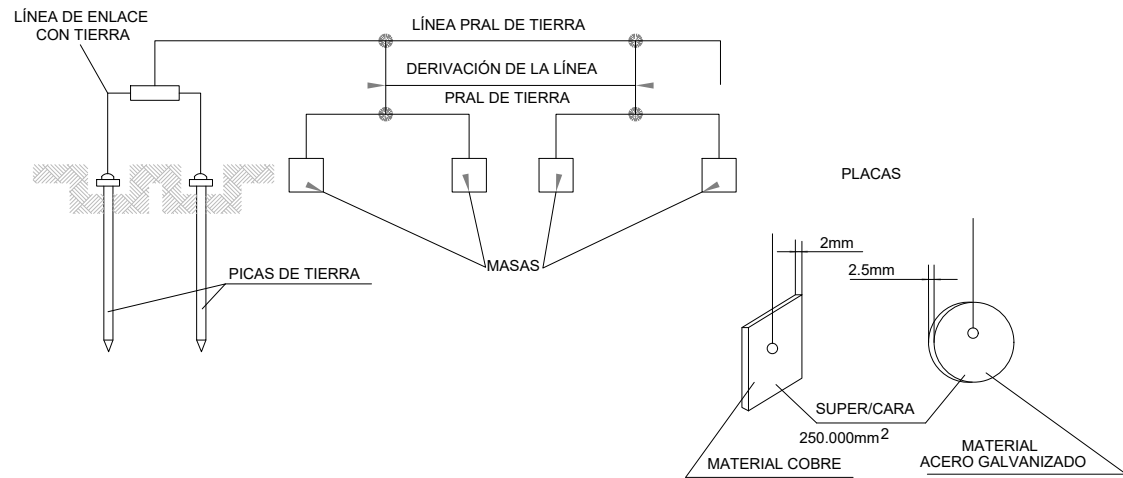 LÍNEA DE ENLACE
CON TIERRA
LÍNEA PRAL DE TIERRA
DERIVACIÓN DE LA LÍNEA
PRAL DE TIERRA
MASAS
PICAS DE TIERRA
PLACAS
2mm
2.5mm
SUPER/CARA
250.000mm2
MATERIAL COBRE
MATERIAL
ACERO GALVANIZADO